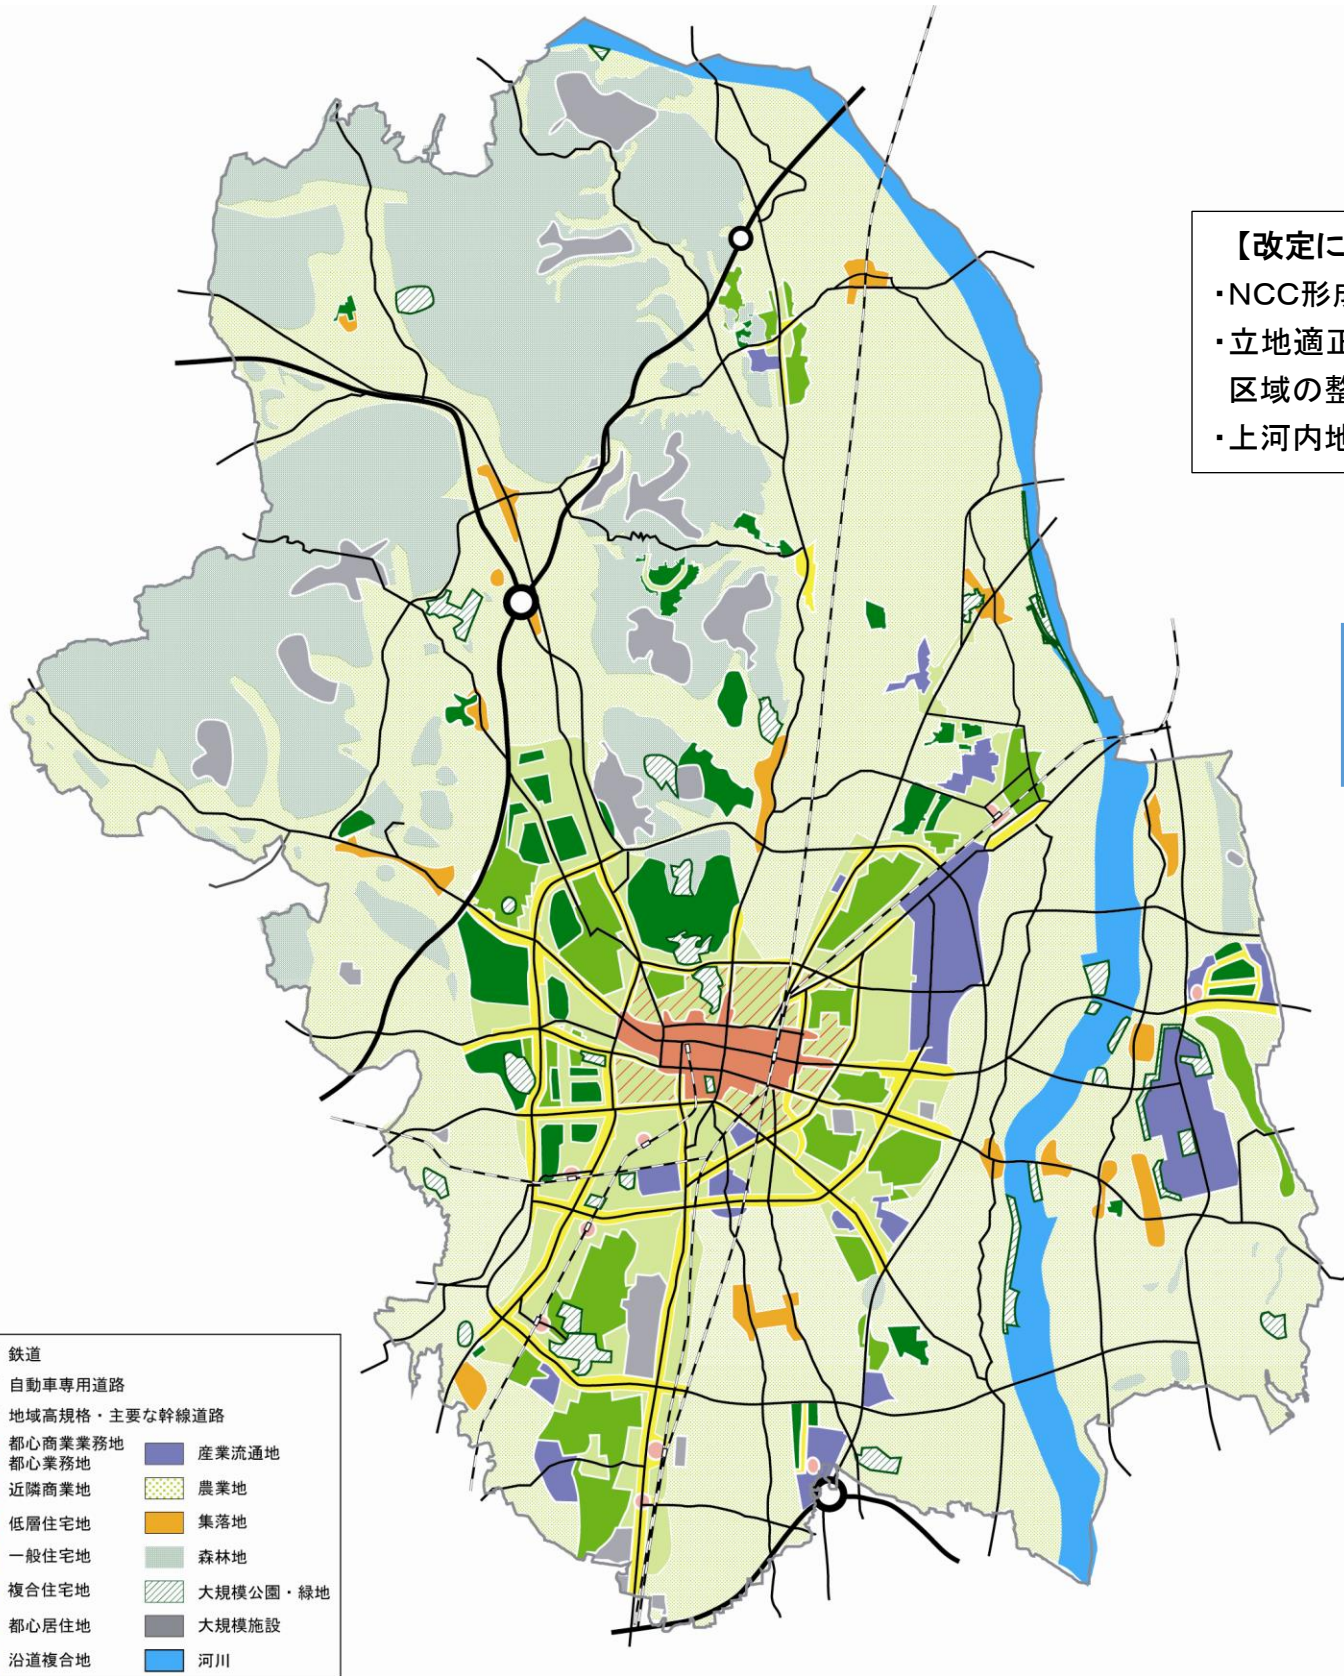 【改定に
・NCC形成
・立地適正
区域の整
・上河内地
鉄道
自動車専用道路
地域高規格・主要な幹線道路
都心商業業務地
都心業務地
産業流通地
近隣商業地
農業地
低層住宅地
集落地
一般住宅地
森林地
複合住宅地
大規模公園・緑地
都心居住地
大規模施設
沿道複合地
河川